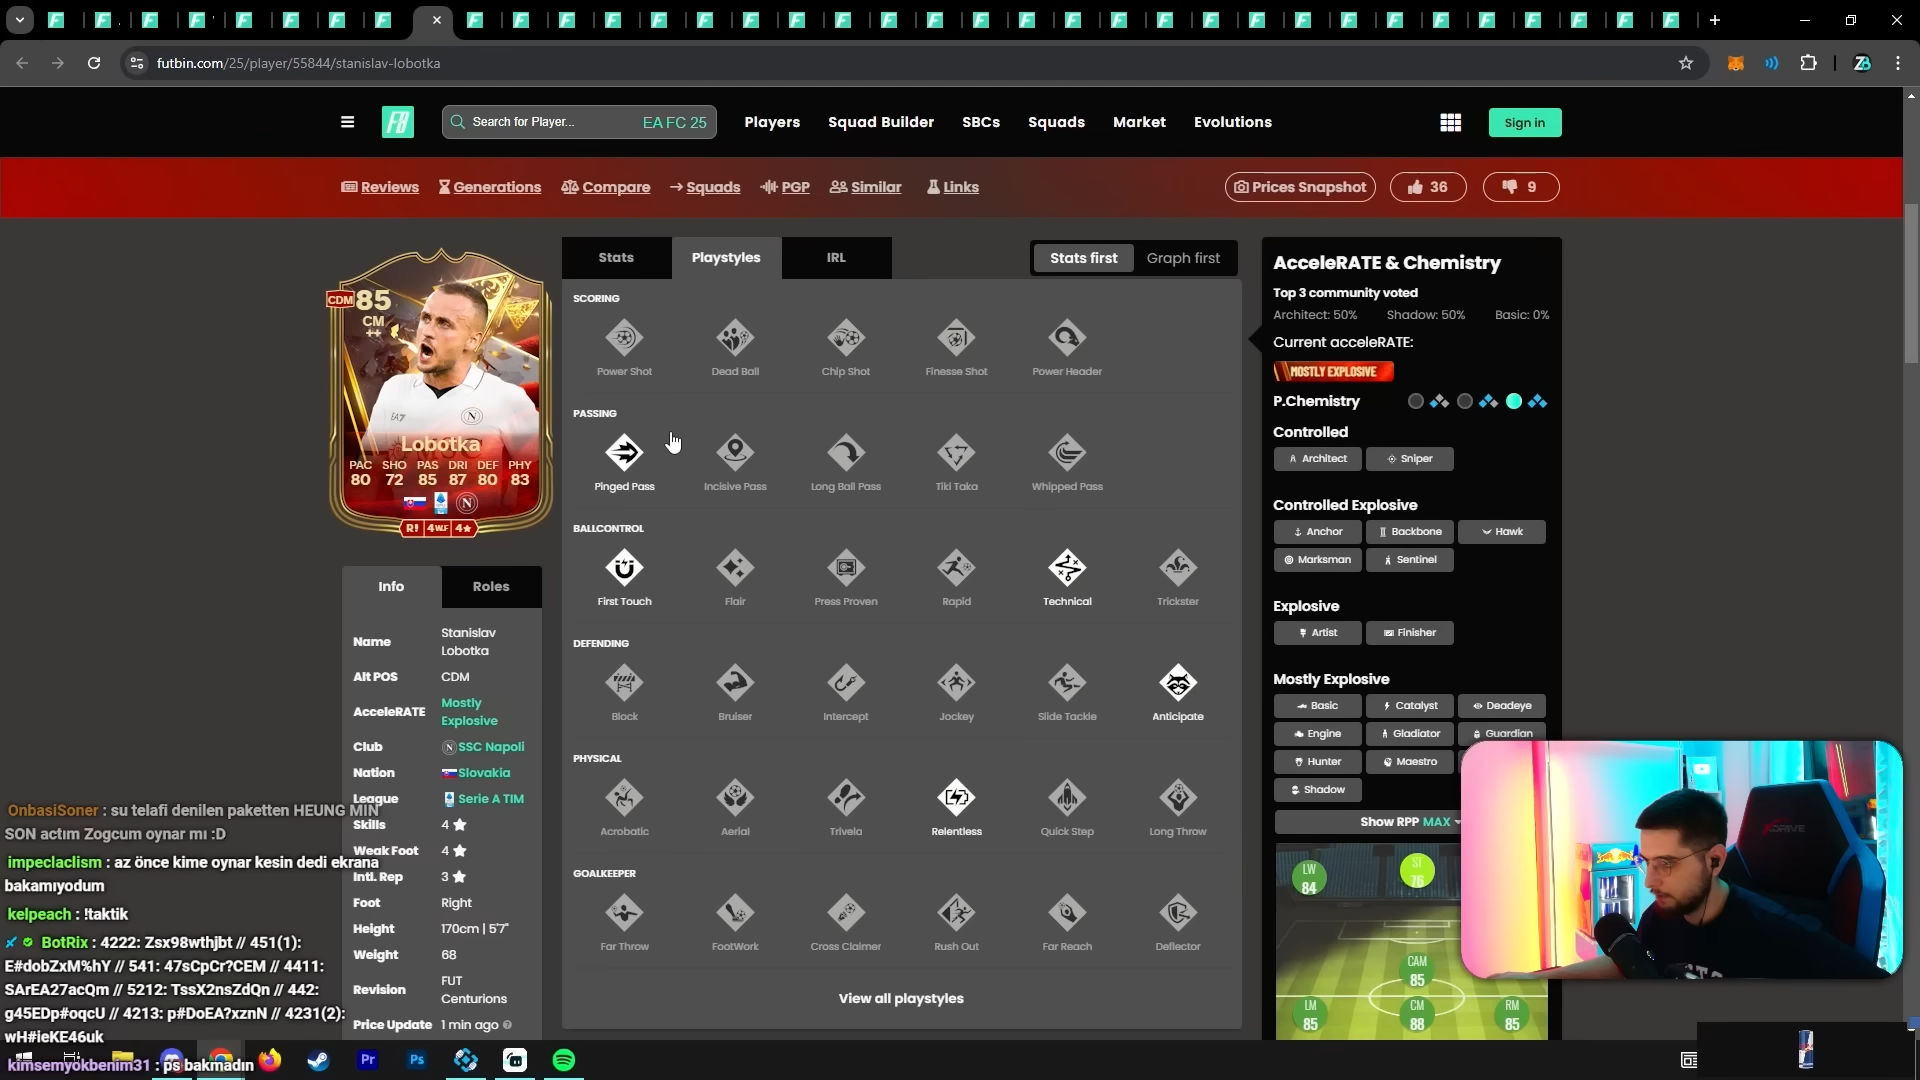 futbin.com/25/player/55844/stanislav-lobotka
Search for Player...
EA FC 25
Players
Squad Builder
SBCs
Squads
Market
Evolutions
Sign in
Reviews
Generations
Compare
Squads
PGP
Similar
Links
Prices Snapshot
36
9
CDM
85
CM
++
Lobotka
PAC SHO PAS DRI DEF PHY
80 72 85 87 80 83
R! 4W.F 4★
Stats
Playstyles
IRL
Stats first
Graph first
SCORING
Power Shot
Dead Ball
Chip Shot
Finesse Shot
Power Header
PASSING
Pinged Pass
Incisive Pass
Long Ball Pass
Tiki Taka
Whipped Pass
BALLCONTROL
First Touch
Flair
Press Proven
Rapid
Technical
Trickster
DEFENDING
Block
Bruiser
Intercept
Jockey
Slide Tackle
Anticipate
PHYSICAL
Acrobatic
Aerial
Trivela
Relentless
Quick Step
Long Throw
GOALKEEPER
Far Throw
FootWork
Cross Claimer
Rush Out
Far Reach
Deflector
View all playstyles
AcceleRATE & Chemistry
Top 3 community voted
Architect: 50% Shadow: 50% Basic: 0%
Current acceleRATE:
MOSTLY EXPLOSIVE
P.Chemistry
Controlled
Architect
Sniper
Controlled Explosive
Anchor
Backbone
Hawk
Marksman
Sentinel
Explosive
Artist
Finisher
Mostly Explosive
Basic
Catalyst
Deadeye
Engine
Gladiator
Guardian
Hunter
Maestro
Shadow
Show RPP MAX
LW
84
ST
76
CAM
85
LM
85
CM
88
RM
85
XDRIVE
Info
Roles
Name Stanislav
Lobotka
Alt POS CDM
AcceleRATE Mostly
Explosive
Club SSC Napoli
Nation Slovakia
League Serie A TIM
Skills 4 ★
Weak Foot 4 ★
Intl. Rep 3 ★
Foot Right
Height 170cm | 5'7"
Weight 68
Revision FUT
Centurions
Price Update 1 min ago
OnbasiSoner : su telafi denilen paketten HEUNG MIN
SON actım Zogcum oynar mı :D
impeclaclism : az önce kime oynar kesin dedi ekrana
bakamıyodum
kelpeach : !taktik
BotRix : 4222: Zsx98wthjbt // 451(1):
E#dobZxM%hY // 541: 47sCpCr?CEM // 4411:
SArEA27acQm // 5212: TssX2nsZdQn // 442:
g45EDp#oqcU // 4213: p#DoEA?xznN // 4231(2):
wH#ieKE46uk
kimsemyokbenim31 : ps bakmadın
Pr
Ps